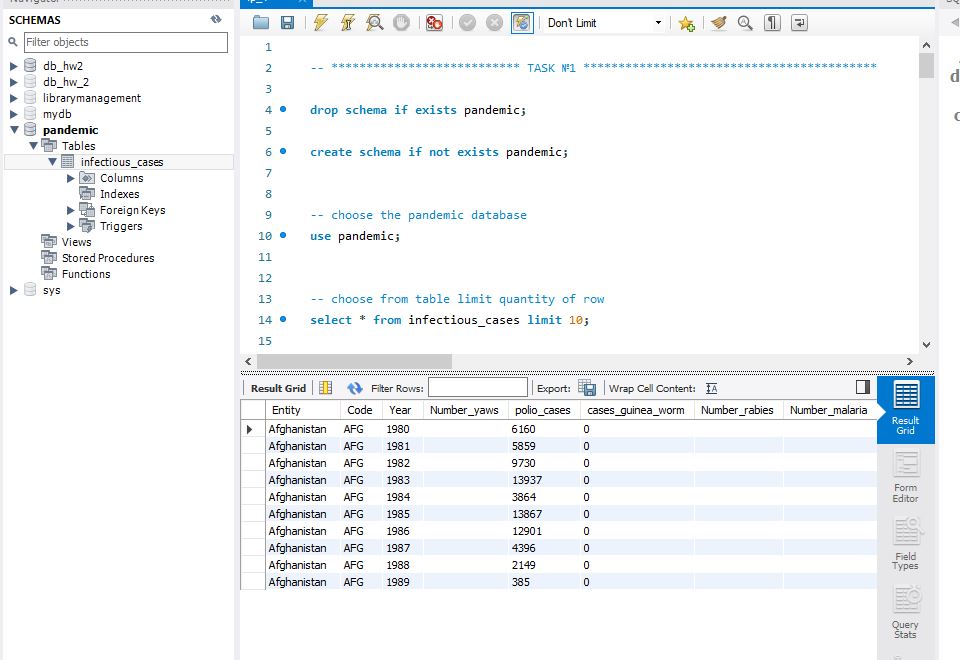 SCHEMAS
Filter objects
db_hw2
db_hw_2
librarymanagement
mydb
pandemic
Tables
infectious_cases
Columns
Indexes
Foreign Keys
Triggers
Views
Stored Procedures
Functions
sys
Don't Limit
1
2 -- *************************** TASK №1 ******************************************
3
4 drop schema if exists pandemic;
5
6 create schema if not exists pandemic;
7
8
9 -- choose the pandemic database
10 use pandemic;
11
12
13 -- choose from table limit quantity of row
14 select * from infectious_cases limit 10;
15
Result Grid Filter Rows: Export: Wrap Cell Content:
Entity Code Year Number_yaws polio_cases cases_guinea_worm Number_rabies Number_malaria
Afghanistan AFG 1980 6160 0
Afghanistan AFG 1981 5859 0
Afghanistan AFG 1982 9730 0
Afghanistan AFG 1983 13937 0
Afghanistan AFG 1984 3864 0
Afghanistan AFG 1985 13867 0
Afghanistan AFG 1986 12901 0
Afghanistan AFG 1987 4396 0
Afghanistan AFG 1988 2149 0
Afghanistan AFG 1989 385 0
Result
Grid
Form
Editor
Field
Types
Query
Stats